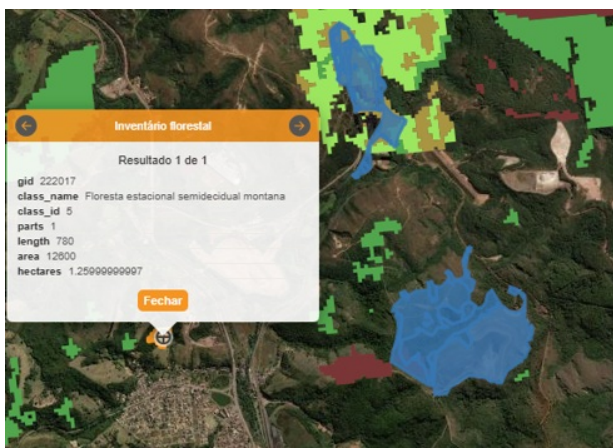 Inventário florestal
Resultado 1 de 1
gid 222017
class_name Floresta estacional semidecidual montana
class_id 5
parts 1
length 780
area 12600
hectares 1.25999999997
Fechar